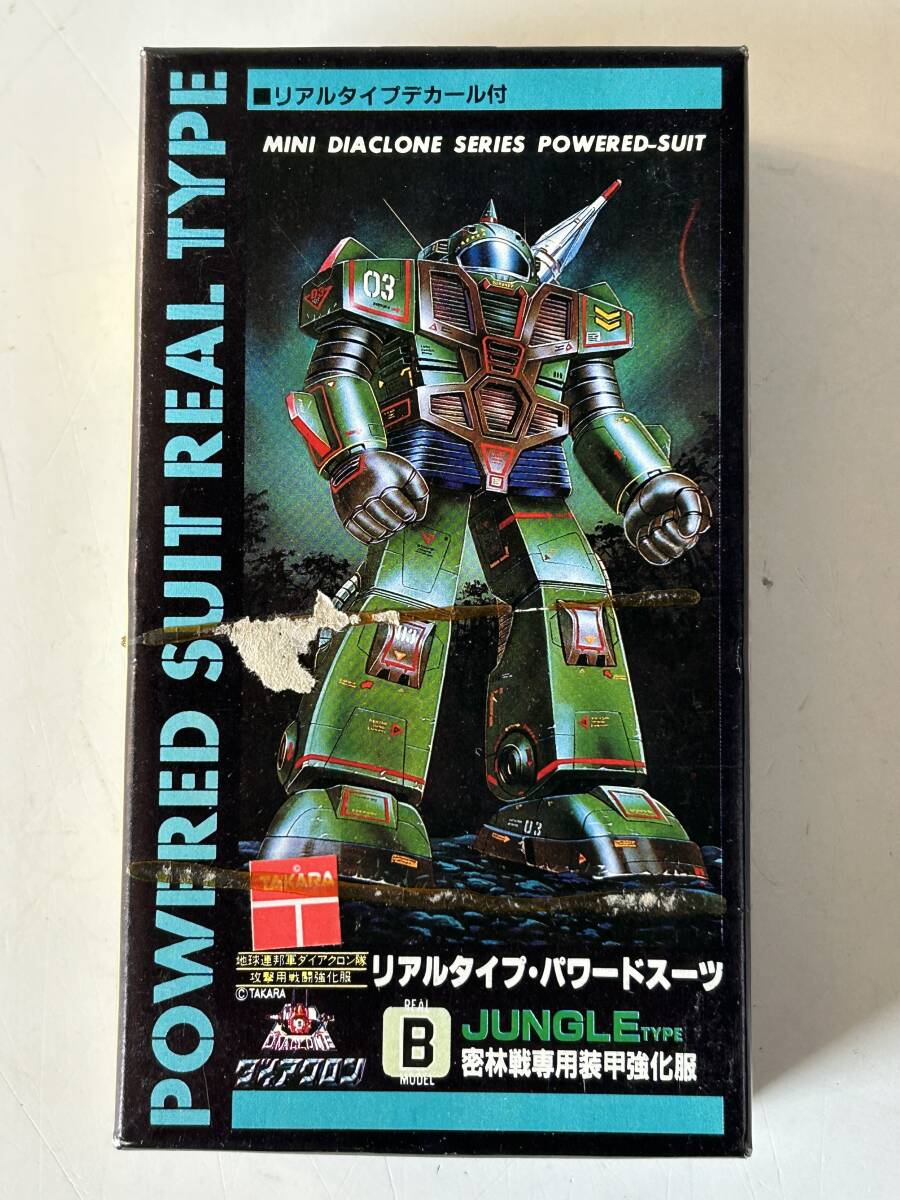 POWERED SUIT REAL TYPE
■リアルタイプデカール付
MINI DIACLONE SERIES POWERED-SUIT
03
03
03
03
©
TAKARA
T
地球連邦軍ダイアクロン隊
攻撃用戦闘強化服
リアルタイプ・パワードスーツ
©TAKARA
DIACLONE
ダイアクロン
REAL
B
MODEL
JUNGLE TYPE
密林戦専用装甲強化服